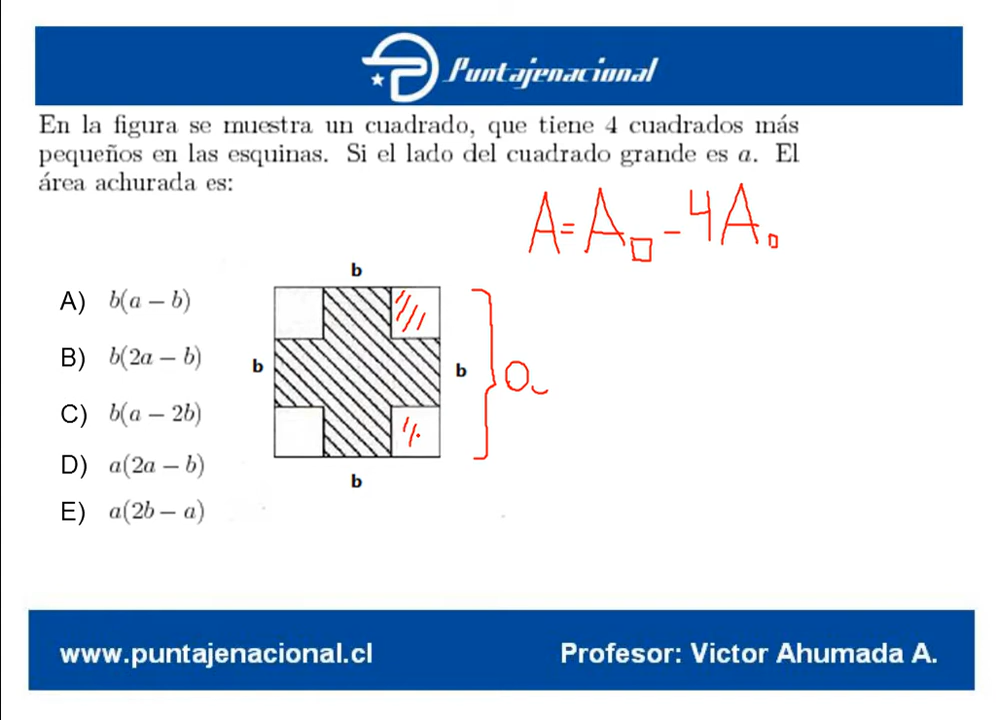 Puntajenacional
En la figura se muestra un cuadrado, que tiene 4 cuadrados más
pequeños en las esquinas. Si el lado del cuadrado grande es a. El
área achurada es:
A = A□ - 4A□
A) b(a − b)
B) b(2a − b)
C) b(a − 2b)
D) a(2a − b)
E) a(2b − a)
b
b
b
a
b
www.puntajenacional.cl
Profesor: Victor Ahumada A.